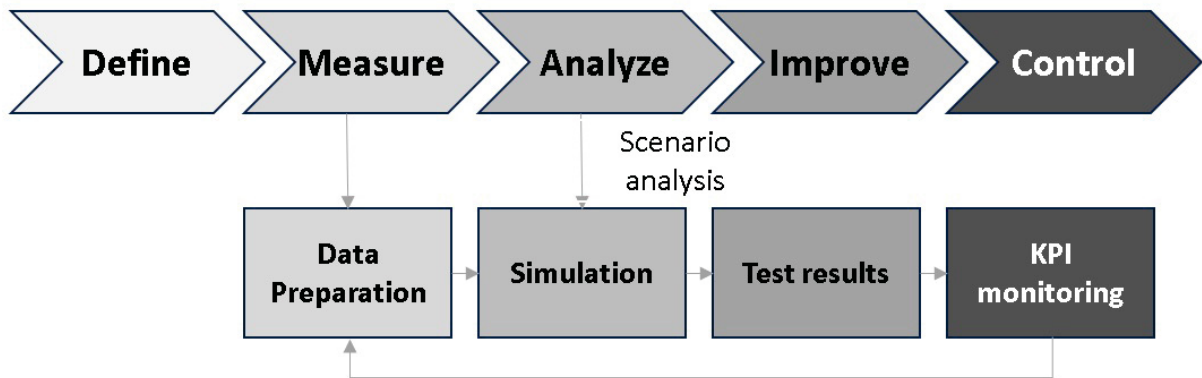 Define
Measure
Analyze
Improve
Control
Scenario
analysis
Data
Preparation
Simulation
Test results
KPI
monitoring